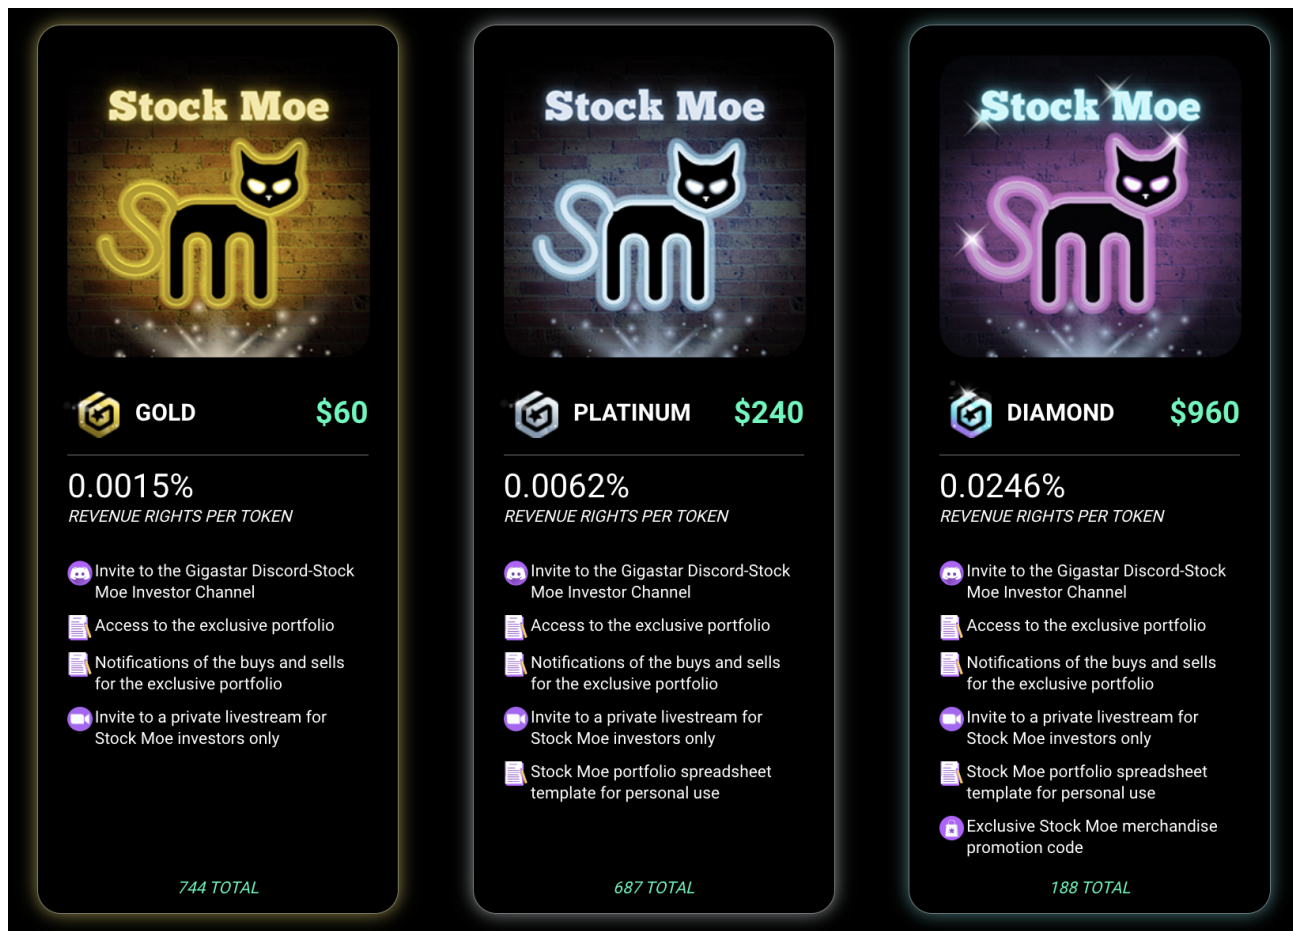 Stock Moe
GOLD
$60
0.0015%
REVENUE RIGHTS PER TOKEN
Invite to the Gigastar Discord-Stock
Moe Investor Channel
Access to the exclusive portfolio
Notifications of the buys and sells
for the exclusive portfolio
Invite to a private livestream for
Stock Moe investors only
744 TOTAL
Stock Moe
PLATINUM
$240
0.0062%
REVENUE RIGHTS PER TOKEN
Invite to the Gigastar Discord-Stock
Moe Investor Channel
Access to the exclusive portfolio
Notifications of the buys and sells
for the exclusive portfolio
Invite to a private livestream for
Stock Moe investors only
Stock Moe portfolio spreadsheet
template for personal use
687 TOTAL
Stock Moe
DIAMOND
$960
0.0246%
REVENUE RIGHTS PER TOKEN
Invite to the Gigastar Discord-Stock
Moe Investor Channel
Access to the exclusive portfolio
Notifications of the buys and sells
for the exclusive portfolio
Invite to a private livestream for
Stock Moe investors only
Stock Moe portfolio spreadsheet
template for personal use
Exclusive Stock Moe merchandise
promotion code
188 TOTAL